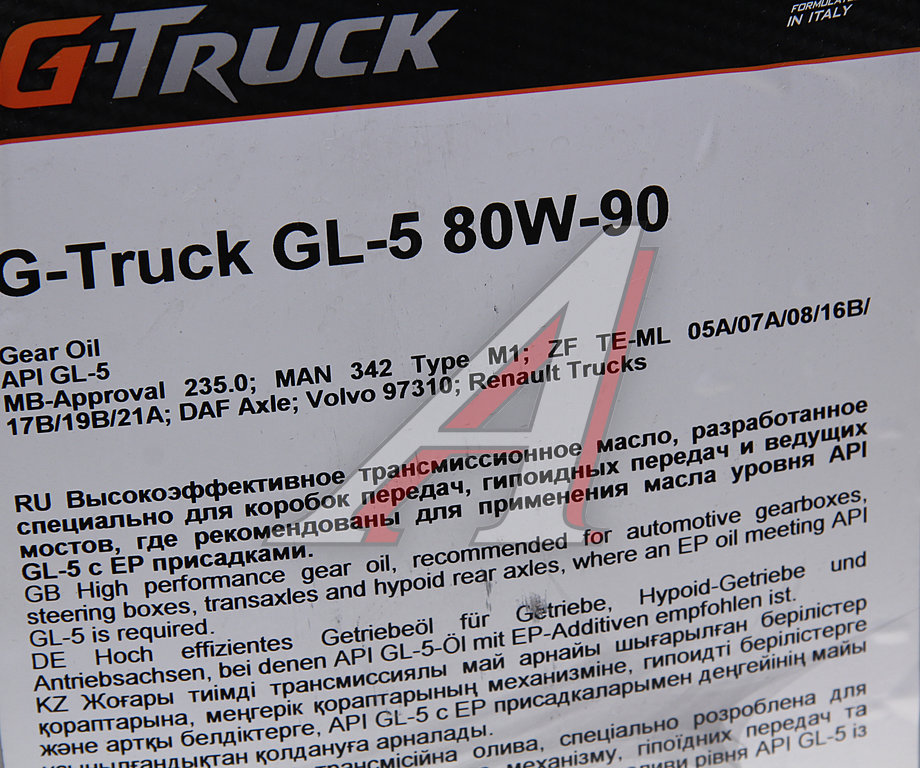 G-TRUCK
FORMULATED
IN ITALY
G-Truck GL-5 80W-90
Gear Oil
API GL-5
MB-Approval 235.0; MAN 342 Type M1; ZF TE-ML 05A/07A/08/16B/
17B/19B/21A; DAF Axle; Volvo 97310; Renault Trucks
RU Высокоэффективное трансмиссионное масло, разработанное
специально для коробок передач, гипоидных передач и ведущих
мостов, где рекомендованы для применения масла уровня API
GL-5 с EP присадками.
GB High performance gear oil, recommended for automotive gearboxes,
steering boxes, transaxles and hypoid rear axles, where an EP oil meeting API
GL-5 is required.
DE Hoch effizientes Getriebeöl für Getriebe, Hypoid-Getriebe und
Antriebsachsen, bei denen API GL-5-Öl mit EP-Additiven empfohlen ist.
KZ Жоғары тиімді трансмиссиялы май арнайы шығарылған берілістер
қораптарына, меңгерік қораптарының механизміне, гипоидті берілістерге
және артқы белдіктерге, API GL-5 с EP присадкаларымен деңгейінің майы
қолдануға арналады.
олива, спеціально розроблена для
механізму, гіпоїдних передач та
рівня API GL-5 із